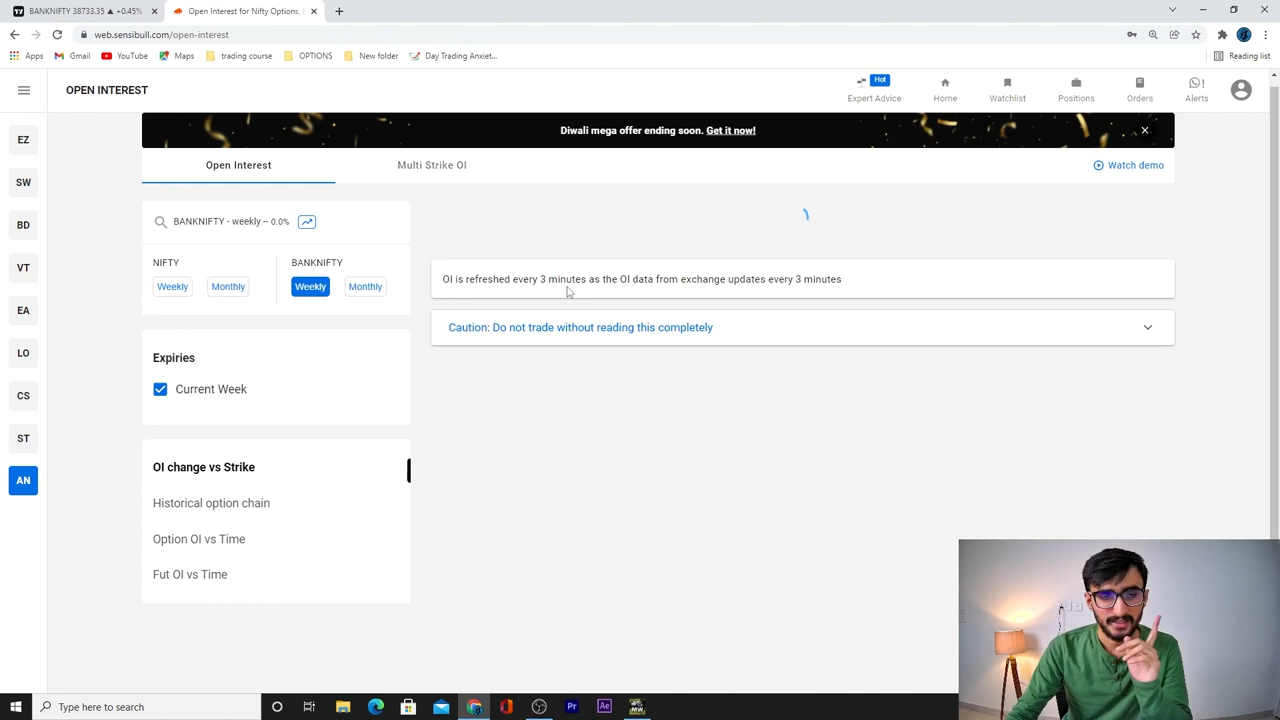 BANKNIFTY 38733.35 ▲ +0.45%
Open Interest for Nifty Options,
web.sensibull.com/open-interest
Apps
Gmail
YouTube
Maps
trading course
OPTIONS
New folder
Day Trading Anxiet...
Reading list
OPEN INTEREST
Hot
Expert Advice
Home
Watchlist
Positions
Orders
Alerts
Diwali mega offer ending soon. Get it now!
Open Interest
Multi Strike OI
Watch demo
EZ
SW
BD
VT
EA
LO
CS
ST
AN
BANKNIFTY - weekly -- 0.0%
NIFTY
BANKNIFTY
Weekly
Monthly
Weekly
Monthly
OI is refreshed every 3 minutes as the OI data from exchange updates every 3 minutes
Caution: Do not trade without reading this completely
Expiries
Current Week
OI change vs Strike
Historical option chain
Option OI vs Time
Fut OI vs Time
Type here to search
Pr
Ae
MW